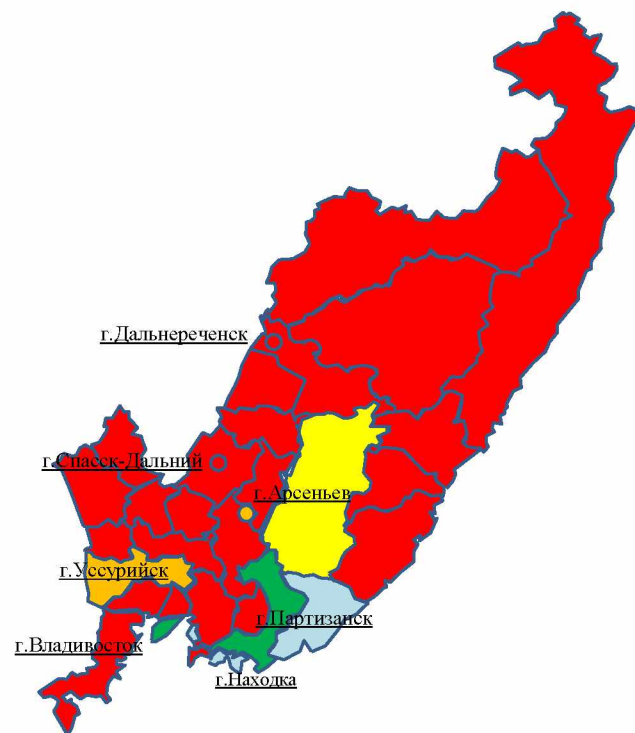 г.Дальнереченск
г.Спасск-Дальний
г.Арсеньев
г.Уссурийск
г.Партизанск
г.Владивосток
г.Находка